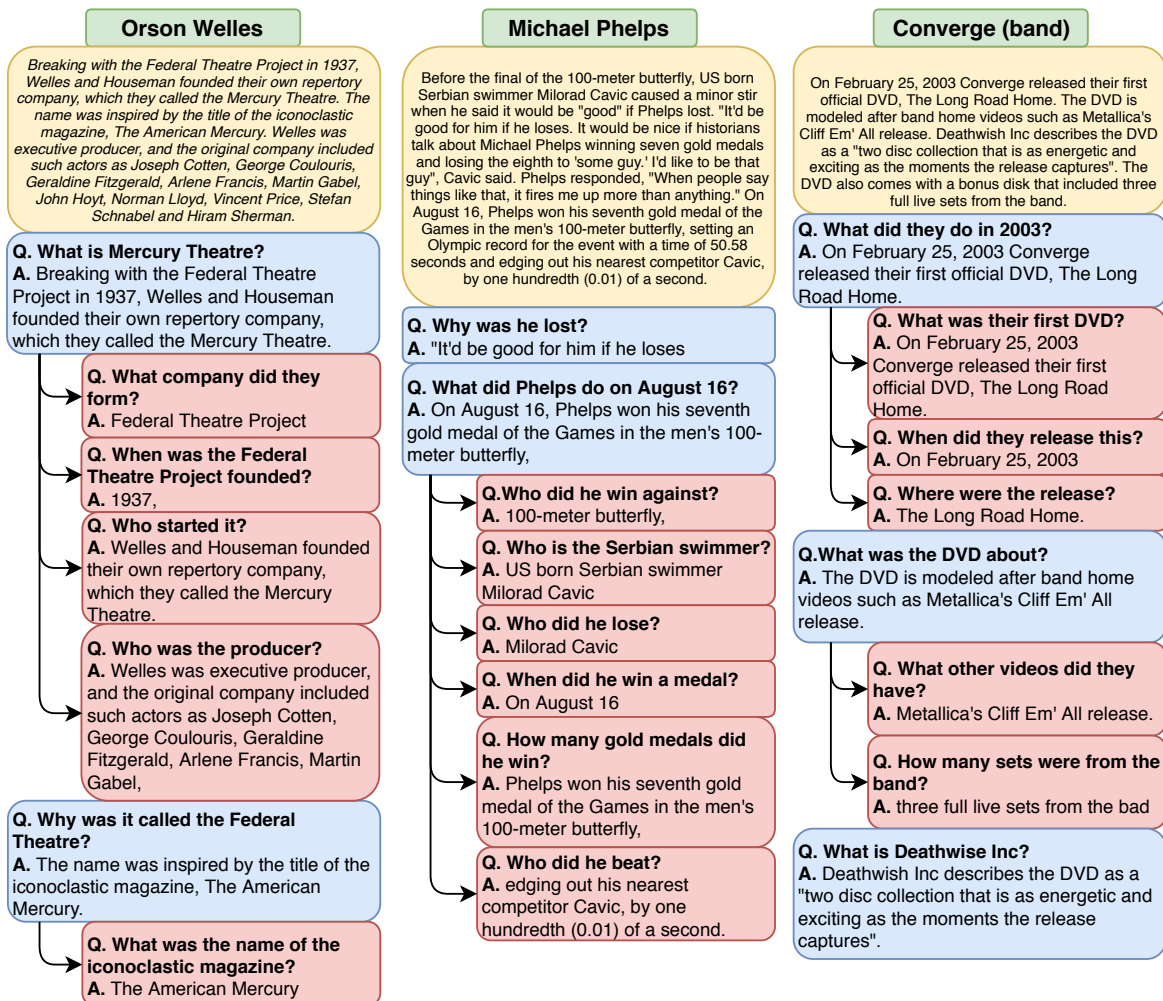 Orson Welles
Breaking with the Federal Theatre Project in 1937,
Welles and Houseman founded their own repertory
company, which they called the Mercury Theatre. The
name was inspired by the title of the iconoclastic
magazine, The American Mercury. Welles was
executive producer, and the original company included
such actors as Joseph Cotten, George Coulouris,
Geraldine Fitzgerald, Arlene Francis, Martin Gabel,
John Hoyt, Norman Lloyd, Vincent Price, Stefan
Schnabel and Hiram Sherman.
Q. What is Mercury Theatre?
A. Breaking with the Federal Theatre
Project in 1937, Welles and Houseman
founded their own repertory company,
which they called the Mercury Theatre.
Q. What company did they
form?
A. Federal Theatre Project
Q. When was the Federal
Theatre Project founded?
A. 1937,
Q. Who started it?
A. Welles and Houseman founded
their own repertory company,
which they called the Mercury
Theatre.
Q. Who was the producer?
A. Welles was executive producer,
and the original company included
such actors as Joseph Cotten,
George Coulouris, Geraldine
Fitzgerald, Arlene Francis, Martin
Gabel,
Q. Why was it called the Federal
Theatre?
A. The name was inspired by the title of the
iconoclastic magazine, The American
Mercury.
Q. What was the name of the
iconoclastic magazine?
A. The American Mercury
Michael Phelps
Before the final of the 100-meter butterfly, US born
Serbian swimmer Milorad Cavic caused a minor stir
when he said it would be "good" if Phelps lost. "It'd be
good for him if he loses. It would be nice if historians
talk about Michael Phelps winning seven gold medals
and losing the eighth to 'some guy.' I'd like to be that
guy", Cavic said. Phelps responded, "When people say
things like that, it fires me up more than anything." On
August 16, Phelps won his seventh gold medal of the
Games in the men's 100-meter butterfly, setting an
Olympic record for the event with a time of 50.58
seconds and edging out his nearest competitor Cavic,
by one hundredth (0.01) of a second.
Q. Why was he lost?
A. "It'd be good for him if he loses
Q. What did Phelps do on August 16?
A. On August 16, Phelps won his seventh
gold medal of the Games in the men's 100-
meter butterfly,
Q.Who did he win against?
A. 100-meter butterfly,
Q. Who is the Serbian swimmer?
A. US born Serbian swimmer
Milorad Cavic
Q. Who did he lose?
A. Milorad Cavic
Q. When did he win a medal?
A. On August 16
Q. How many gold medals did
he win?
A. Phelps won his seventh gold
medal of the Games in the men's
100-meter butterfly,
Q. Who did he beat?
A. edging out his nearest
competitor Cavic, by one
hundredth (0.01) of a second.
Converge (band)
On February 25, 2003 Converge released their first
official DVD, The Long Road Home. The DVD is
modeled after band home videos such as Metallica's
Cliff Em' All release. Deathwish Inc describes the DVD
as a "two disc collection that is as energetic and
exciting as the moments the release captures". The
DVD also comes with a bonus disk that included three
full live sets from the band.
Q. What did they do in 2003?
A. On February 25, 2003 Converge
released their first official DVD, The Long
Road Home.
Q. What was their first DVD?
A. On February 25, 2003
Converge released their first
official DVD, The Long Road
Home.
Q. When did they release this?
A. On February 25, 2003
Q. Where were the release?
A. The Long Road Home.
Q.What was the DVD about?
A. The DVD is modeled after band home
videos such as Metallica's Cliff Em' All
release.
Q. What other videos did they
have?
A. Metallica's Cliff Em' All release.
Q. How many sets were from the
band?
A. three full live sets from the bad
Q. What is Deathwise Inc?
A. Deathwish Inc describes the DVD as a
"two disc collection that is as energetic and
exciting as the moments the release
captures".